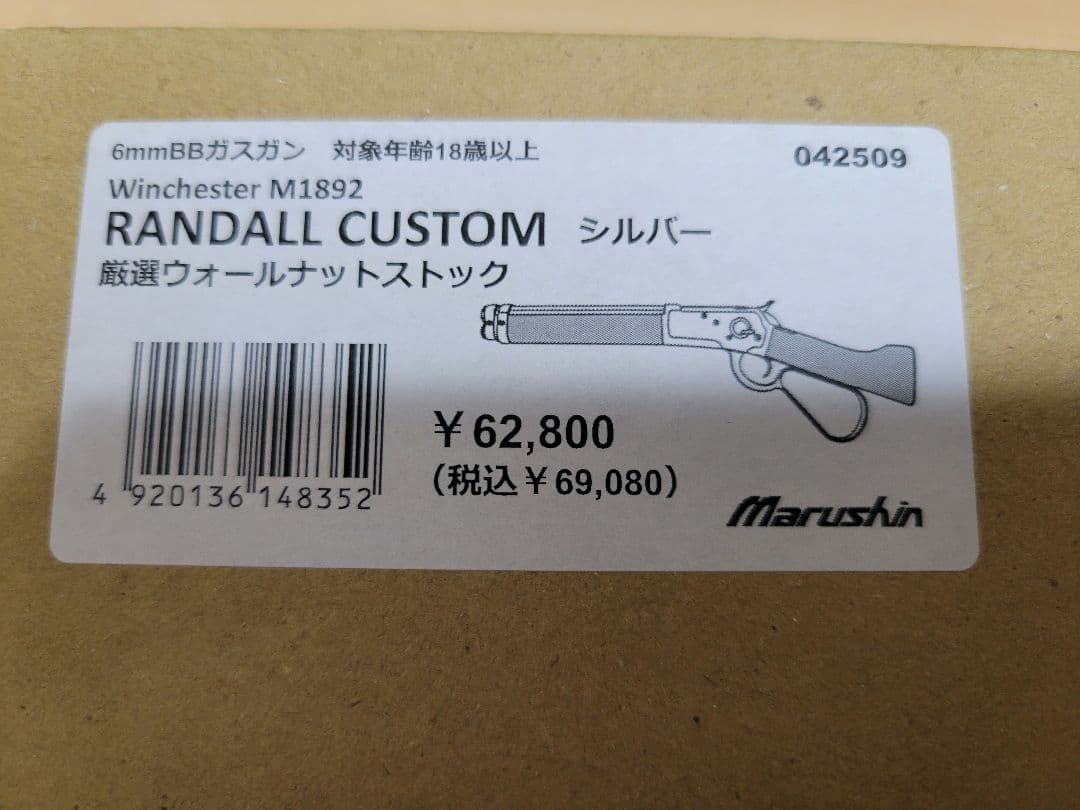 6mmBBガスガン 対象年齢18歳以上
042509
Winchester M1892
RANDALL CUSTOM シルバー
厳選ウォールナットストック
¥62,800
(税込¥69,080)
4 920136 148352
Marushin